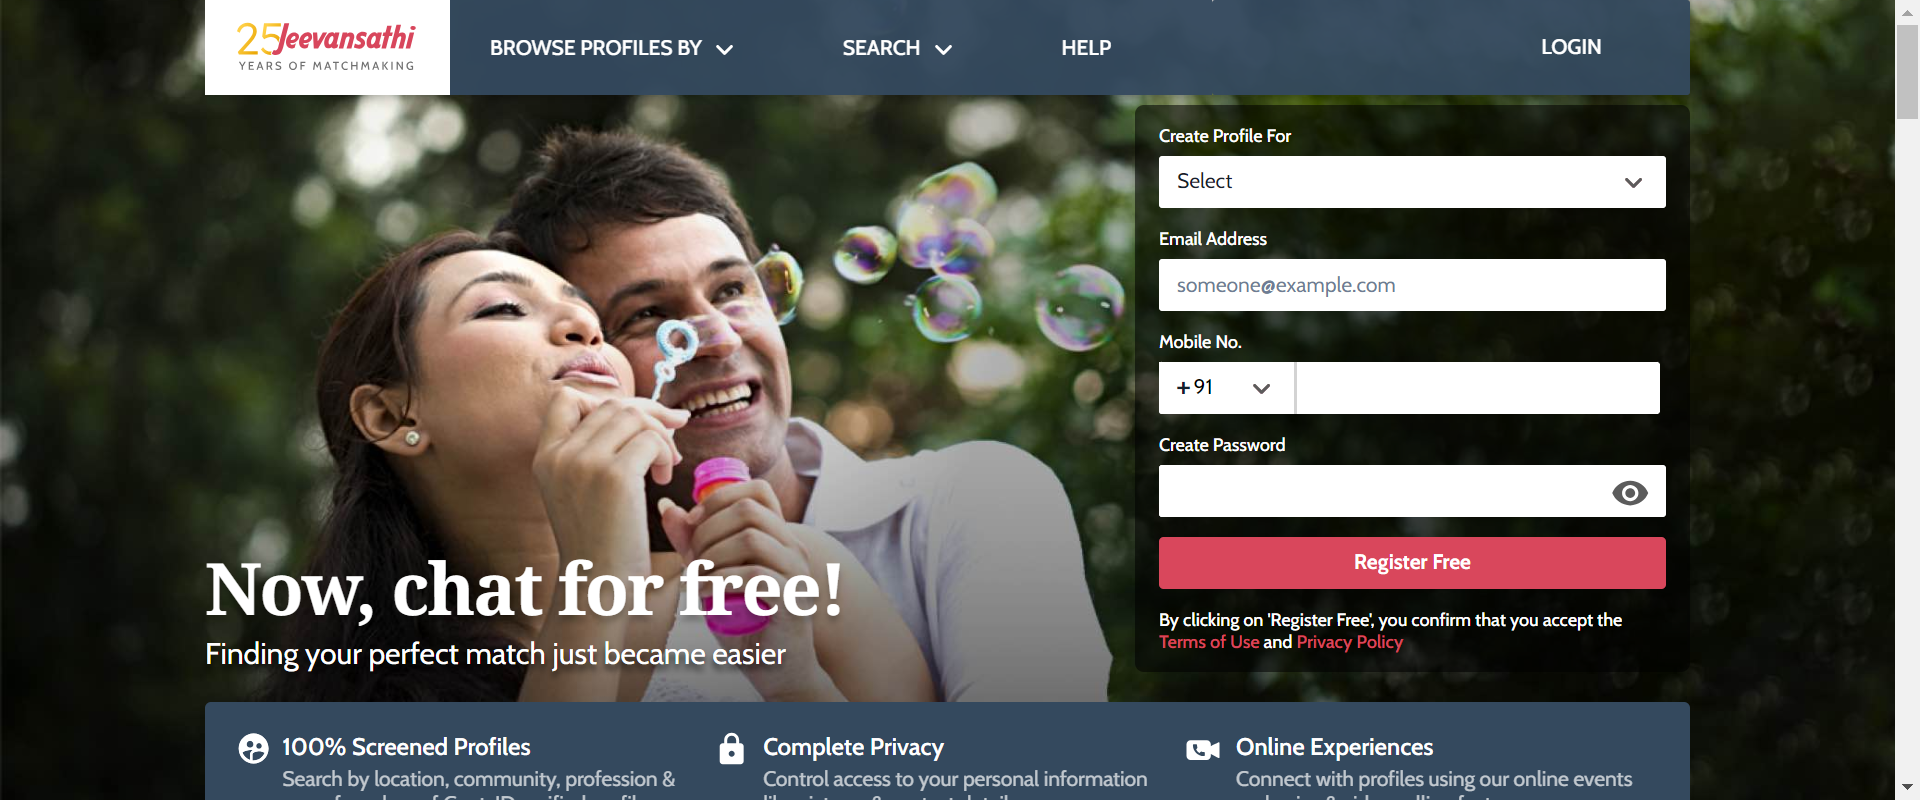 25 Jeevansathi
YEARS OF MATCHMAKING
BROWSE PROFILES BY
SEARCH
HELP
LOGIN
Create Profile For
Select
Email Address
someone@example.com
Mobile No.
+91
Create Password
Register Free
By clicking on 'Register Free', you confirm that you accept the
Terms of Use and Privacy Policy
Now, chat for free!
Finding your perfect match just became easier
100% Screened Profiles
Search by location, community, profession &
Complete Privacy
Control access to your personal information
Online Experiences
Connect with profiles using our online events